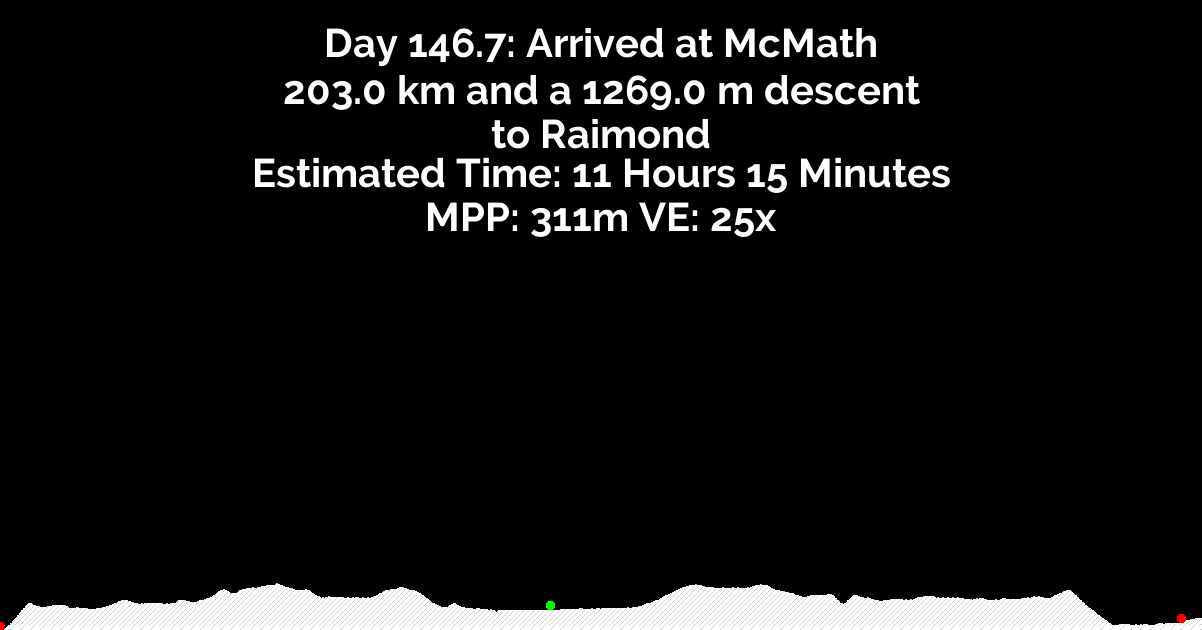 Day 146.7: Arrived at McMath
203.0 km and a 1269.0 m descent
to Raimond
Estimated Time: 11 Hours 15 Minutes
MPP: 311m VE: 25x